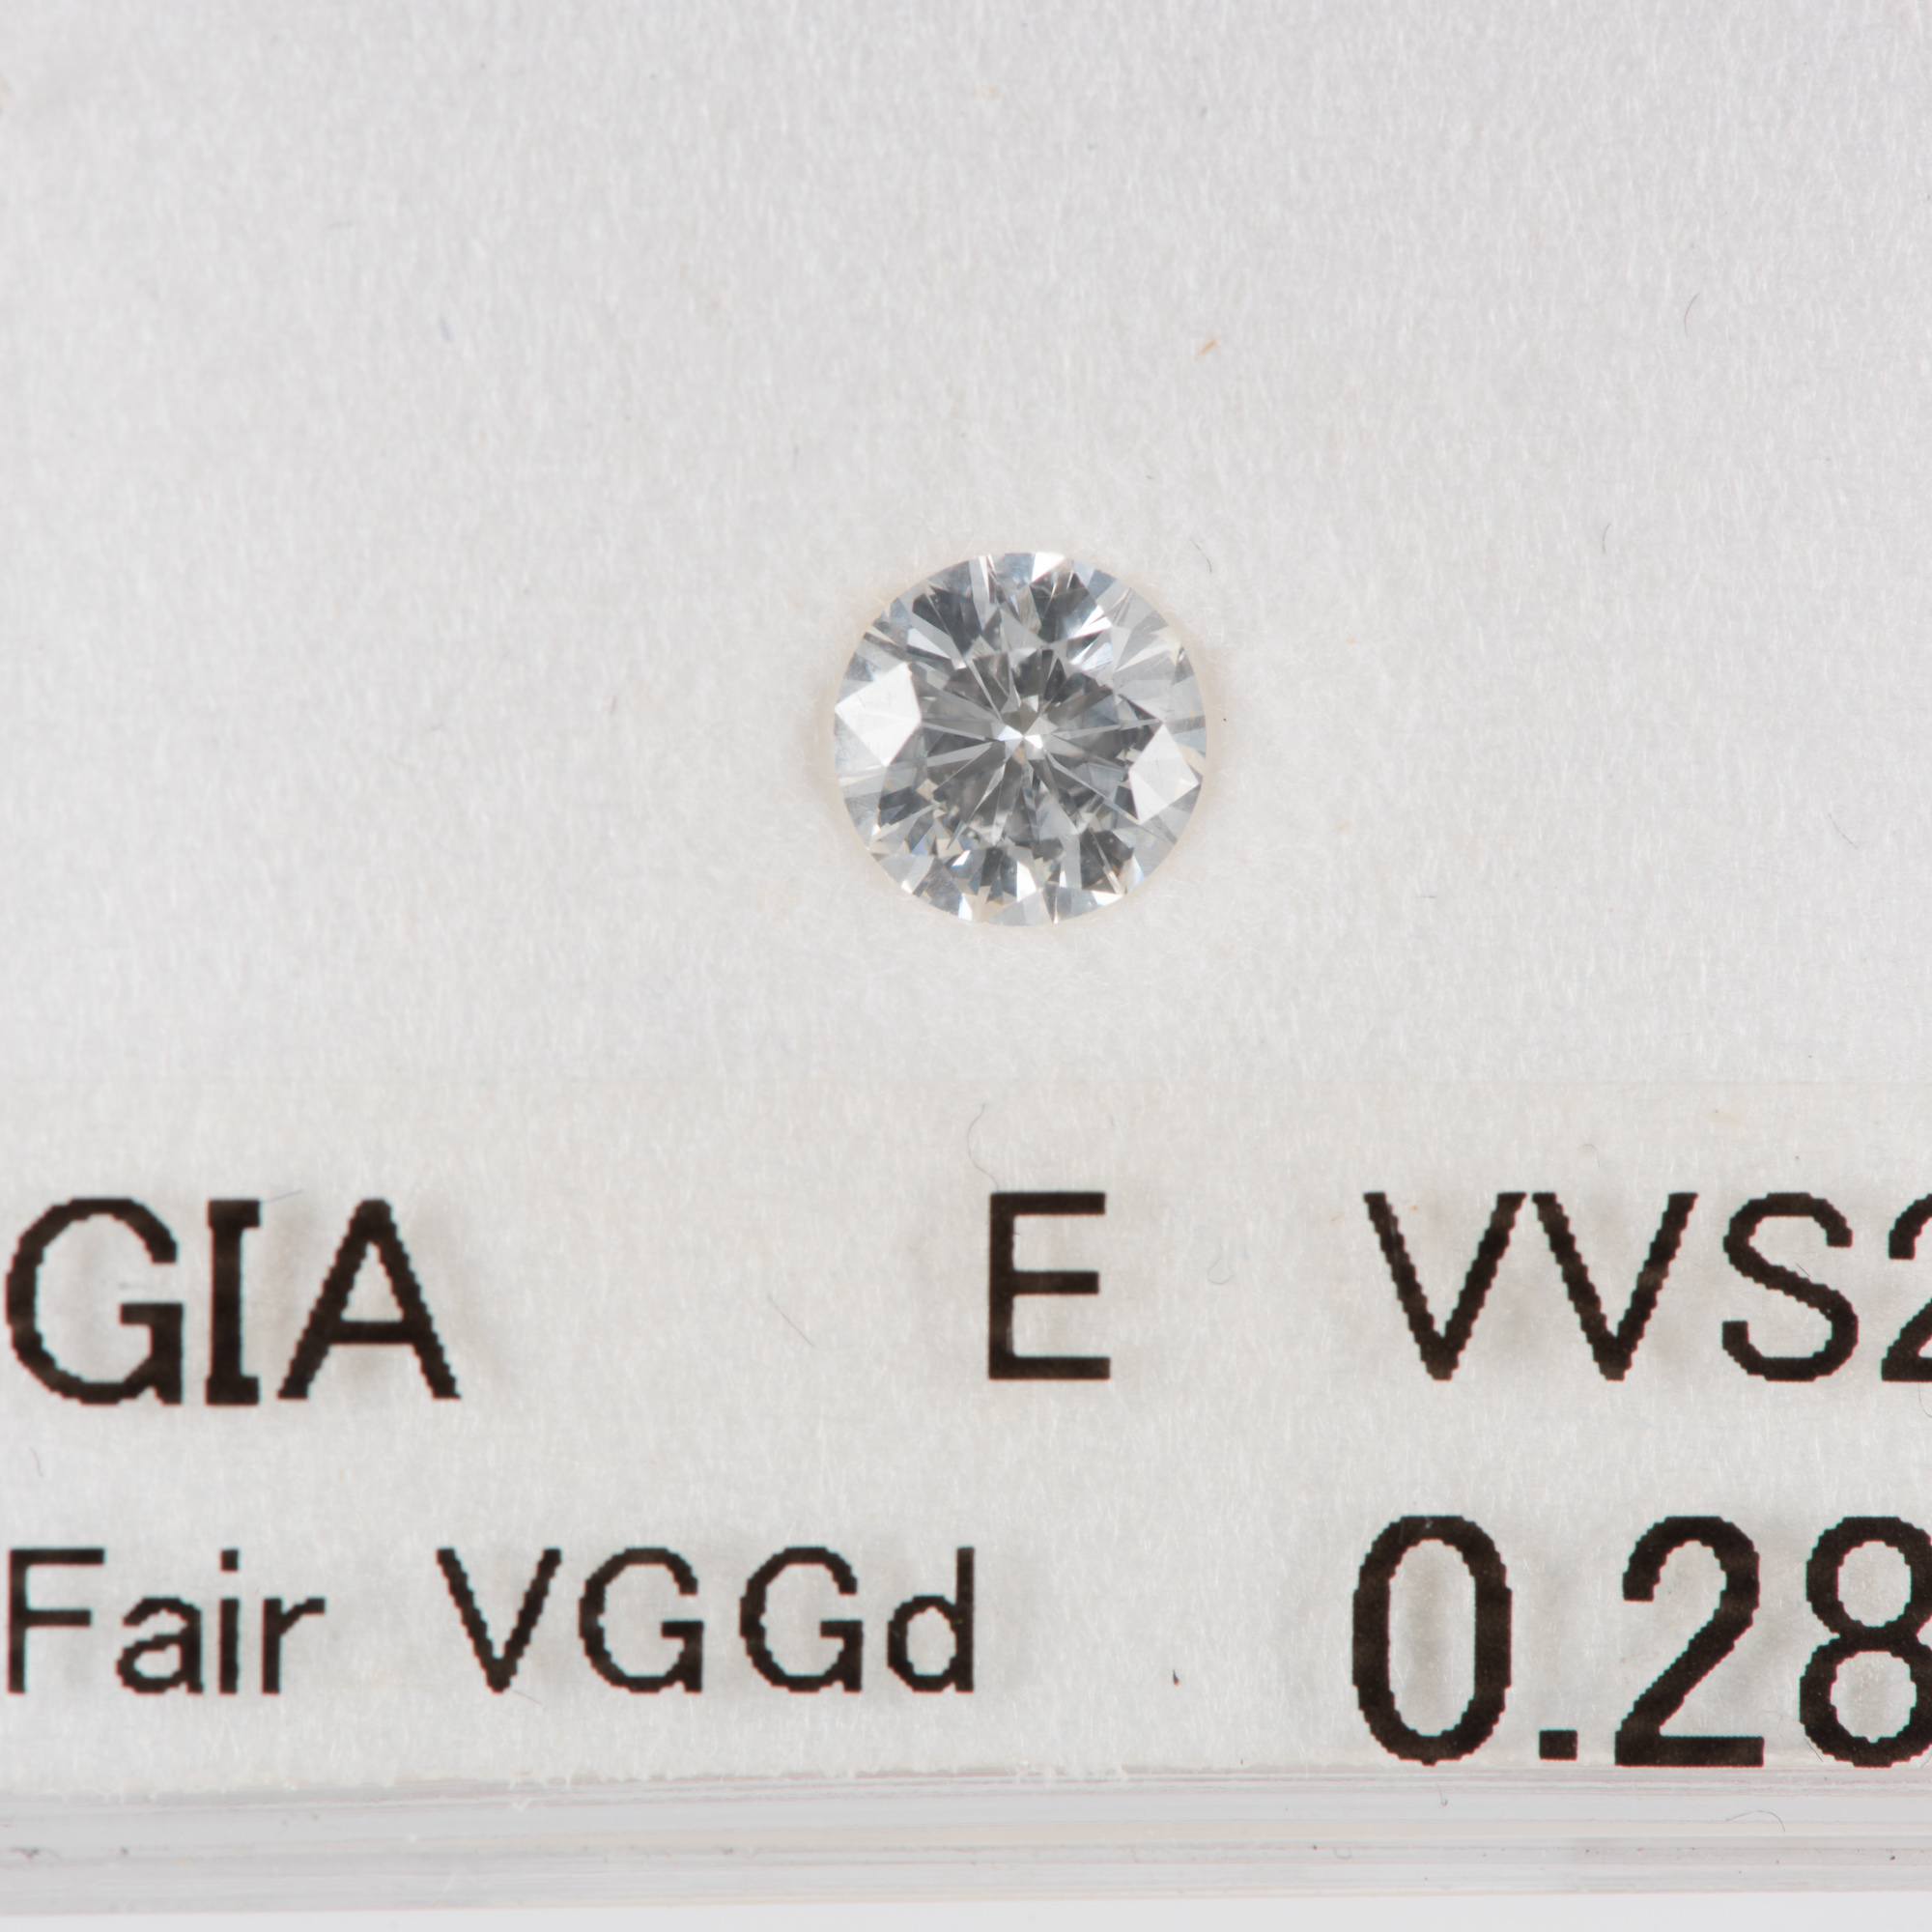 GIA E VVS2
Fair VGGd 0.28